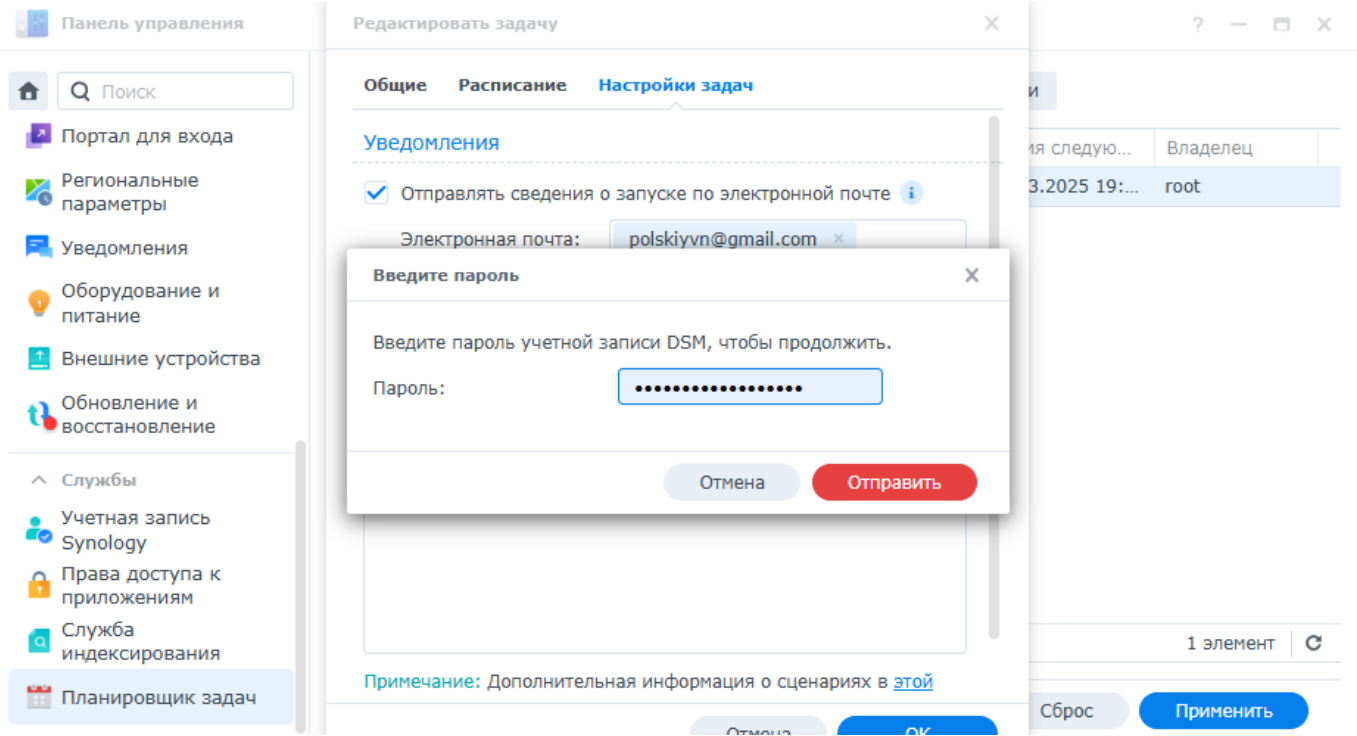 Панель управления
Поиск
Портал для входа
Региональные
параметры
Уведомления
Оборудование и
питание
Внешние устройства
Обновление и
восстановление
Службы
Учетная запись
Synology
Права доступа к
приложениям
Служба
индексирования
Планировщик задач
Редактировать задачу
Общие Расписание Настройки задач
Уведомления
Отправлять сведения о запуске по электронной почте
Электронная почта: polskiyvn@gmail.com
Введите пароль
Введите пароль учетной записи DSM, чтобы продолжить.
Пароль: ••••••••••••••••••
Отмена Отправить
Примечание: Дополнительная информация о сценариях в этой
Отмена OK
и
ия следую... Владелец
3.2025 19:... root
1 элемент
Сброс Применить